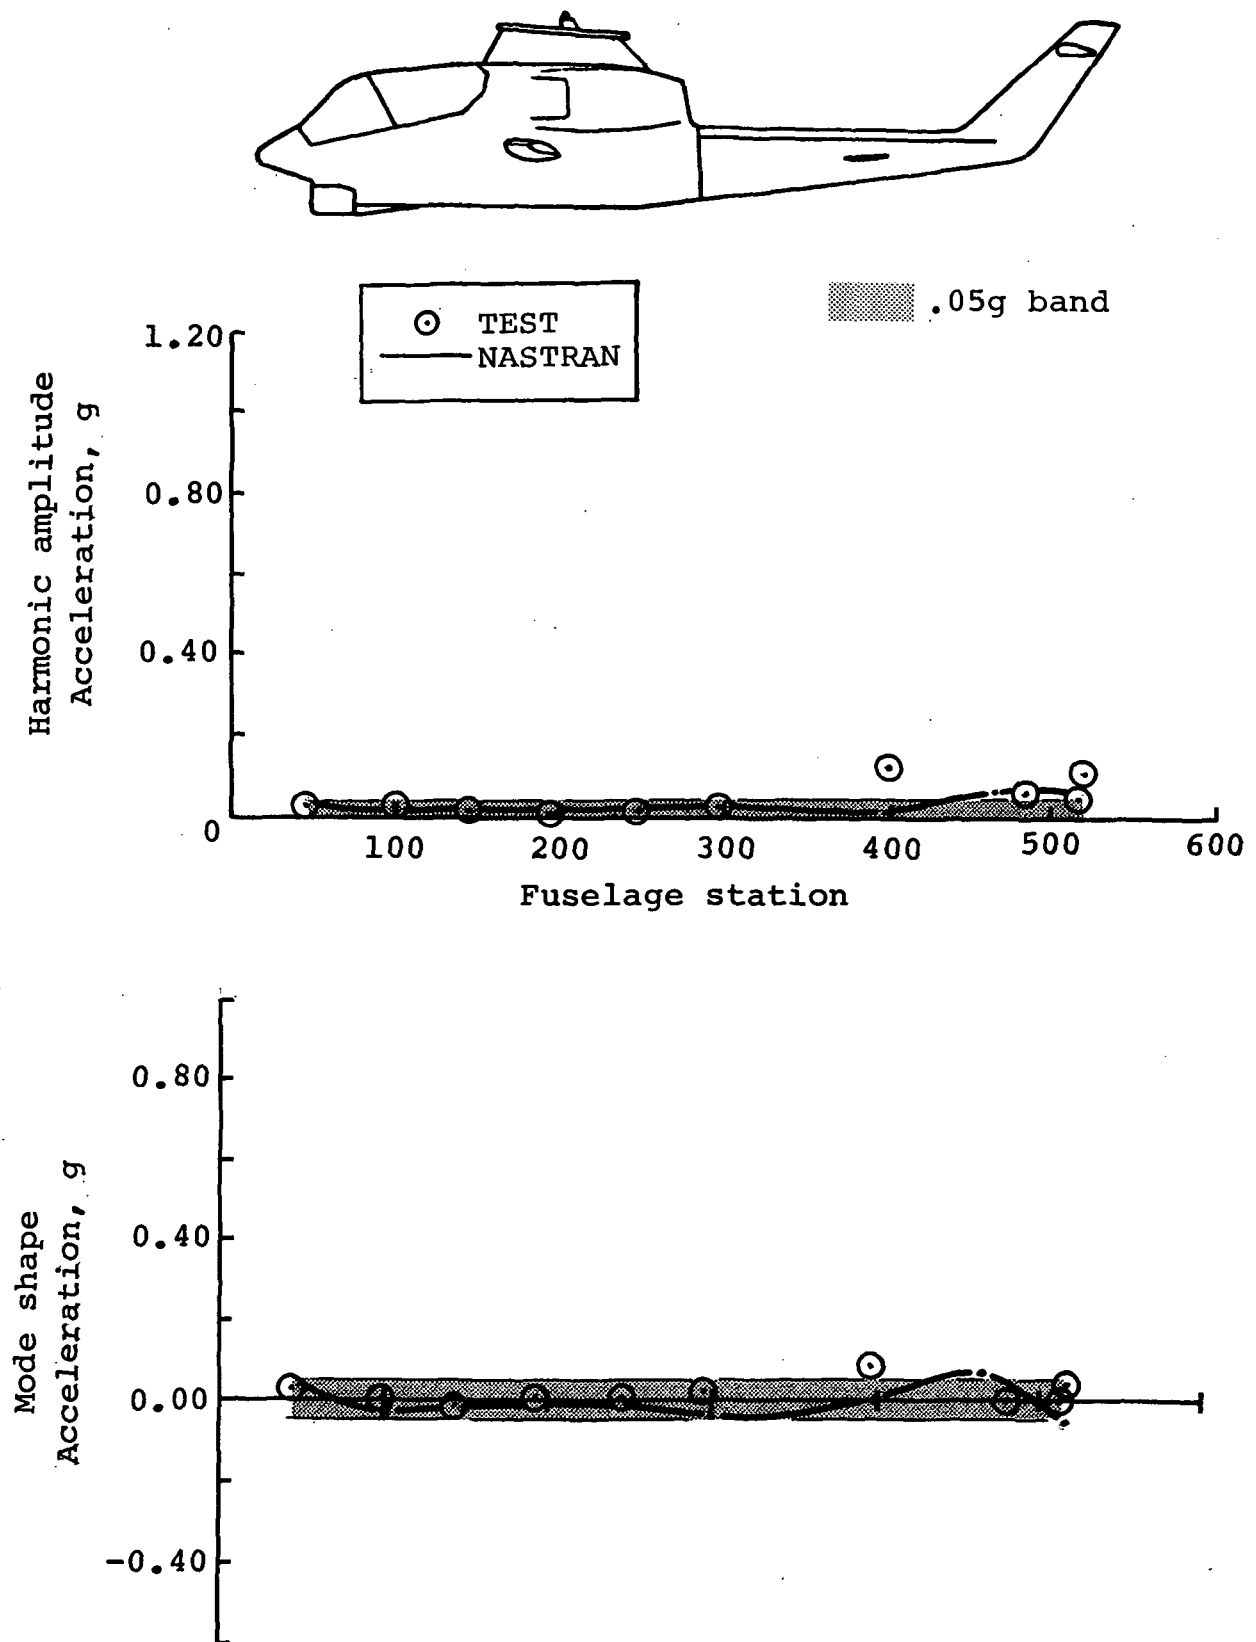 TEST
NASTRAN
.05g band
Harmonic amplitude
Acceleration, g
1.20
0.80
0.40
0
100 200 300 400 500 600
Fuselage station
Mode shape
Acceleration, g
0.80
0.40
0.00
-0.40